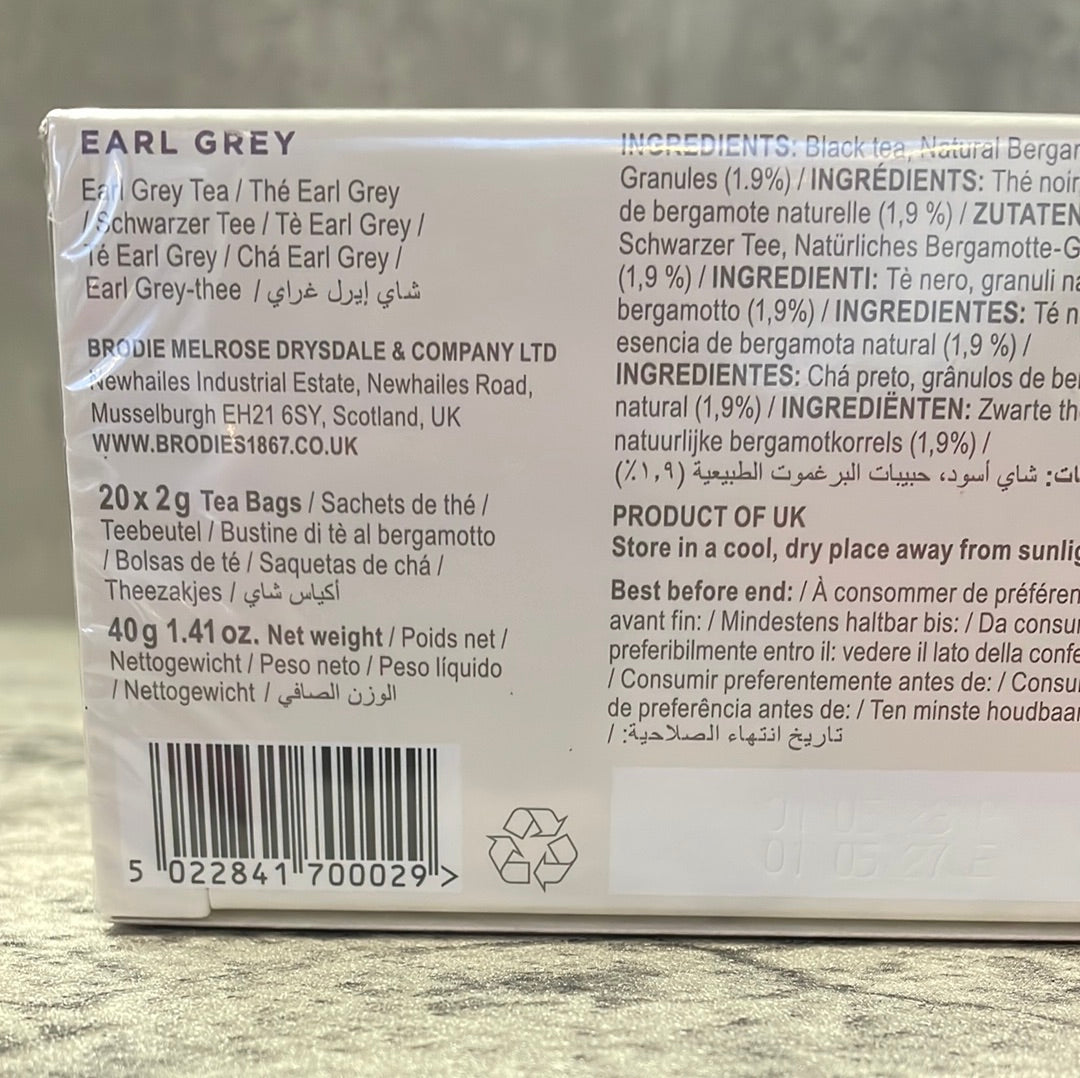 EARL GREY
Earl Grey Tea / Thé Earl Grey
/ Schwarzer Tee / Tè Earl Grey /
Té Earl Grey / Chá Earl Grey /
Earl Grey-thee / شاي إيرل غراي
BRODIE MELROSE DRYSDALE & COMPANY LTD
Newhailes Industrial Estate, Newhailes Road,
Musselburgh EH21 6SY, Scotland, UK
WWW.BRODIES1867.CO.UK
20 x 2g Tea Bags / Sachets de thé /
Teebeutel / Bustine di tè al bergamotto
/ Bolsas de té / Saquetas de chá /
Theezakjes / أكياس شاي
40g 1.41 oz. Net weight / Poids net /
Nettogewicht / Peso neto / Peso líquido
/ Nettogewicht / الوزن الصافي
5 022841 700029 >
INGREDIENTS: Black tea, Natural Bergam
Granules (1.9%) / INGRÉDIENTS: Thé noir
de bergamote naturelle (1,9 %) / ZUTATEN
Schwarzer Tee, Natürliches Bergamotte-G
(1,9 %) / INGREDIENTI: Tè nero, granuli na
bergamotto (1,9%) / INGREDIENTES: Té n
esencia de bergamota natural (1,9 %) /
INGREDIENTES: Chá preto, grânulos de be
natural (1,9%) / INGREDIËNTEN: Zwarte th
natuurlijke bergamotkorrels (1,9%) /
ات: شاي أسود، حبيبات البرغموت الطبيعية (١,٩٪)
PRODUCT OF UK
Store in a cool, dry place away from sunlig
Best before end: / À consommer de préféren
avant fin: / Mindestens haltbar bis: / Da consu
preferibilmente entro il: vedere il lato della confe
/ Consumir preferentemente antes de: / Consu
de preferência antes de: / Ten minste houdbaar
تاريخ انتهاء الصلاحية: /
01 05 27 E